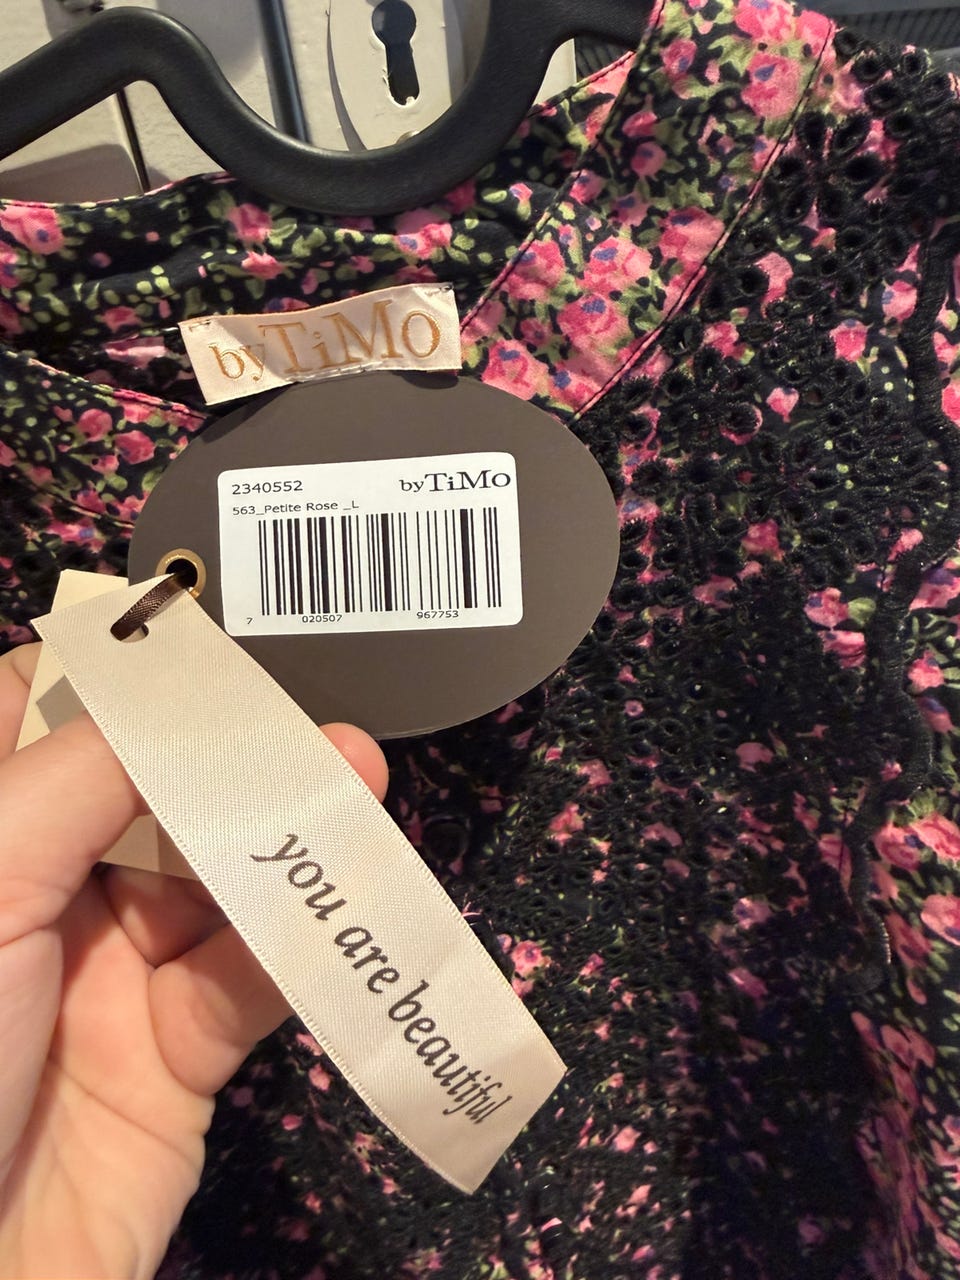 byTiMo
2340552 byTiMo
563_Petite Rose _L
7 020507 967753
you are beautiful